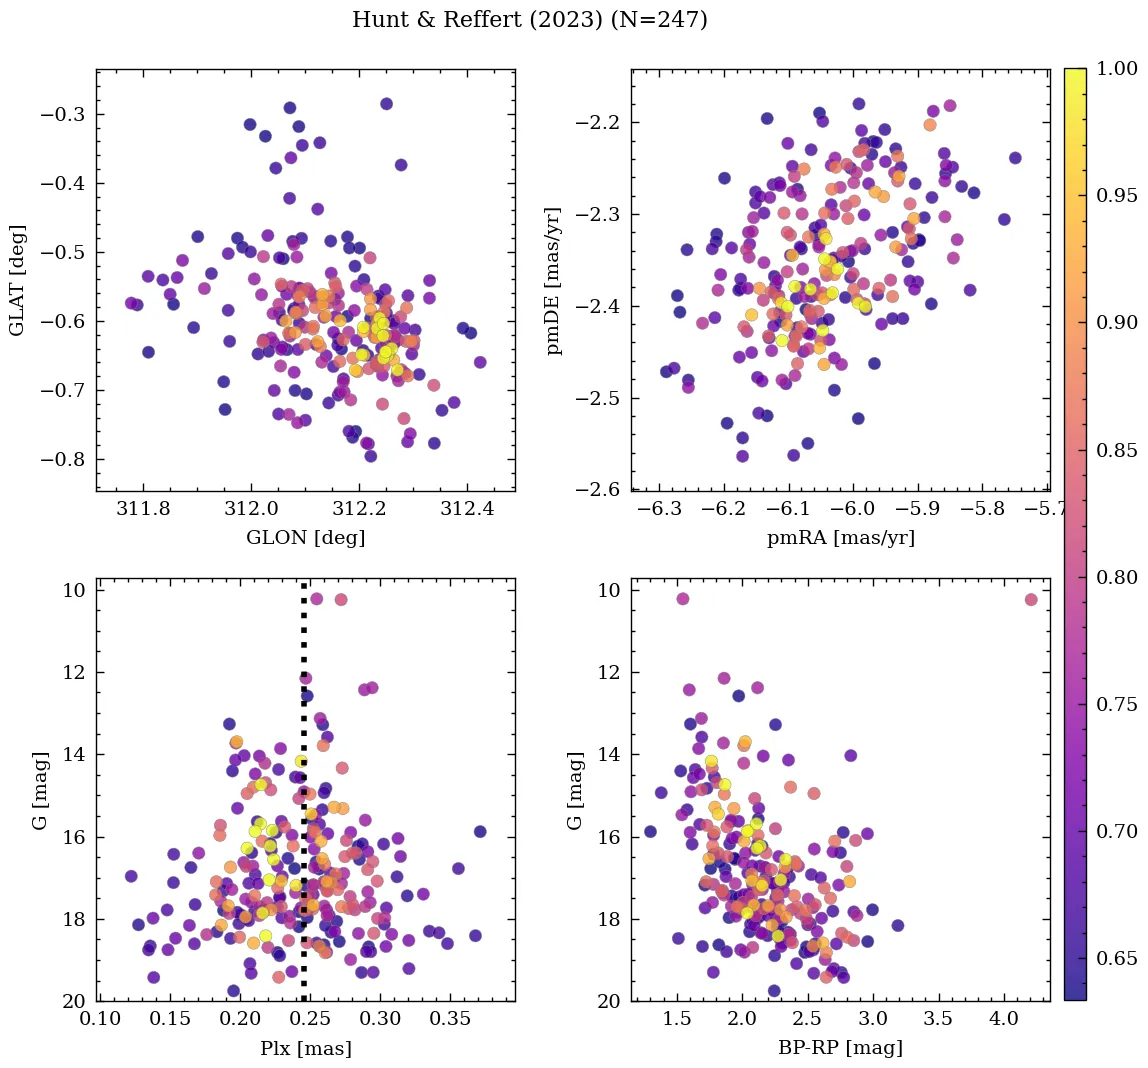 Hunt & Reffert (2023) (N=247)
−0.3
−0.4
−0.5
−0.6
−0.7
−0.8
GLAT [deg]
311.8 312.0 312.2 312.4
GLON [deg]
−2.2
−2.3
−2.4
−2.5
−2.6
pmDE [mas/yr]
−6.3 −6.2 −6.1 −6.0 −5.9 −5.8 −5.7
pmRA [mas/yr]
10
12
14
16
18
20
G [mag]
0.10 0.15 0.20 0.25 0.30 0.35
Plx [mas]
10
12
14
16
18
20
G [mag]
1.5 2.0 2.5 3.0 3.5 4.0
BP-RP [mag]
1.00
0.95
0.90
0.85
0.80
0.75
0.70
0.65